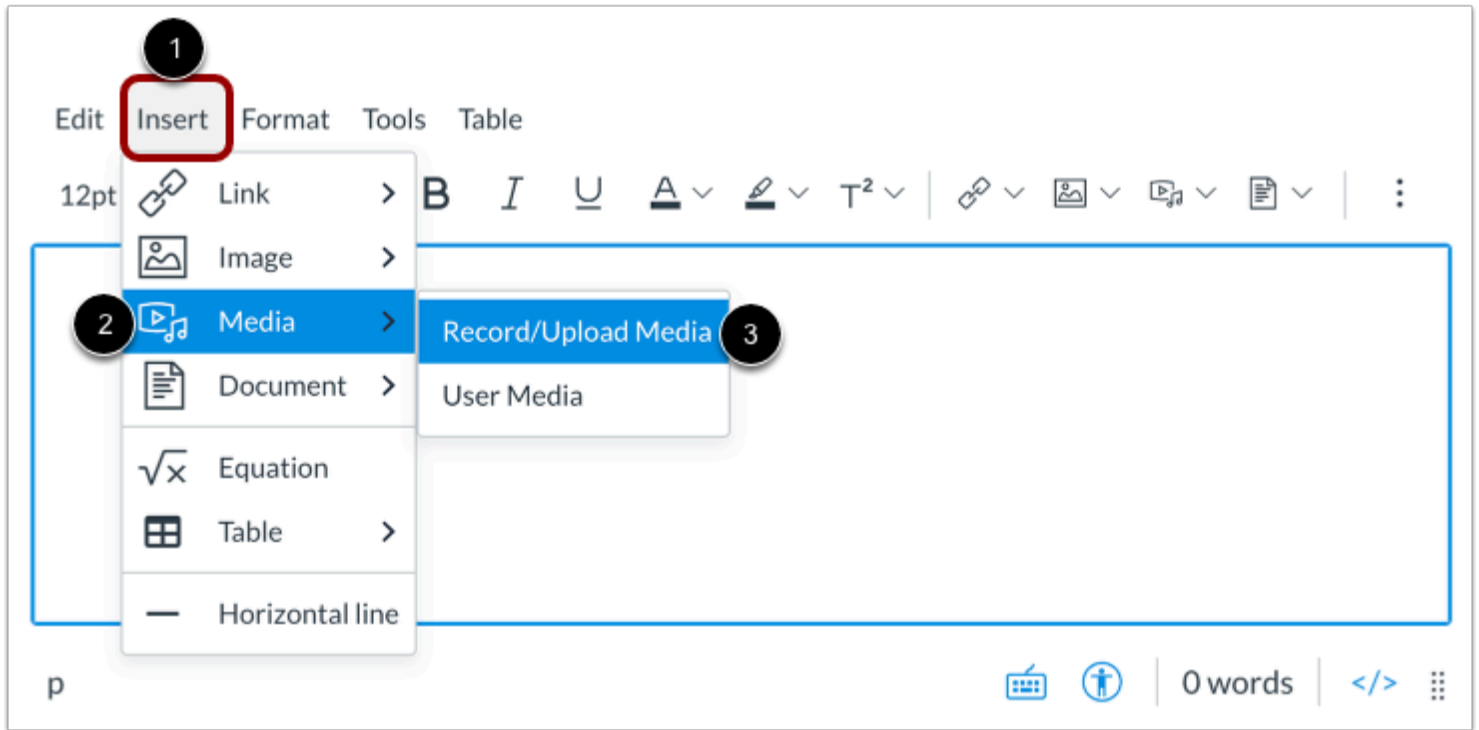 1
Edit Insert Format Tools Table
12pt B I U A T²
Link
Image
2 Media Record/Upload Media 3
Document User Media
√x Equation
Table
Horizontal line
p 0 words </>